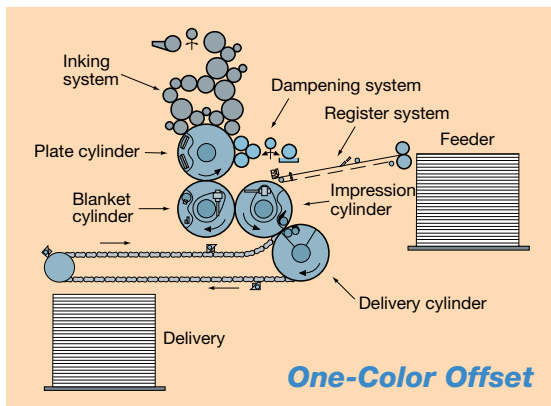 Inking
system
Dampening system
Register system
Feeder
Plate cylinder
Blanket
cylinder
Impression
cylinder
Delivery cylinder
Delivery
One-Color Offset